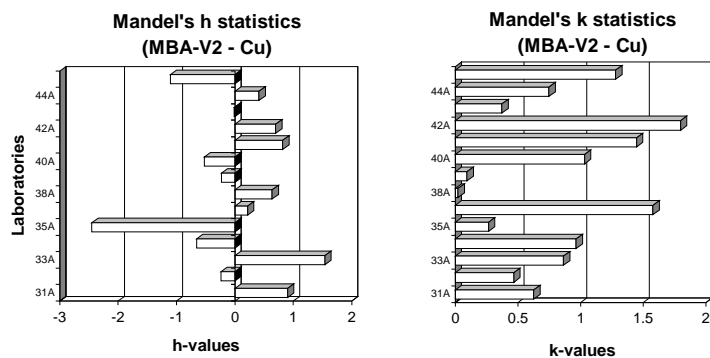 Mandel's h statistics
(MBA-V2 - Cu)
Laboratories
44A
42A
40A
38A
35A
33A
31A
-3
-2
-1
0
1
2
h-values
Mandel's k statistics
(MBA-V2 - Cu)
44A
42A
40A
38A
35A
33A
31A
0
0.5
1
1.5
2
k-values